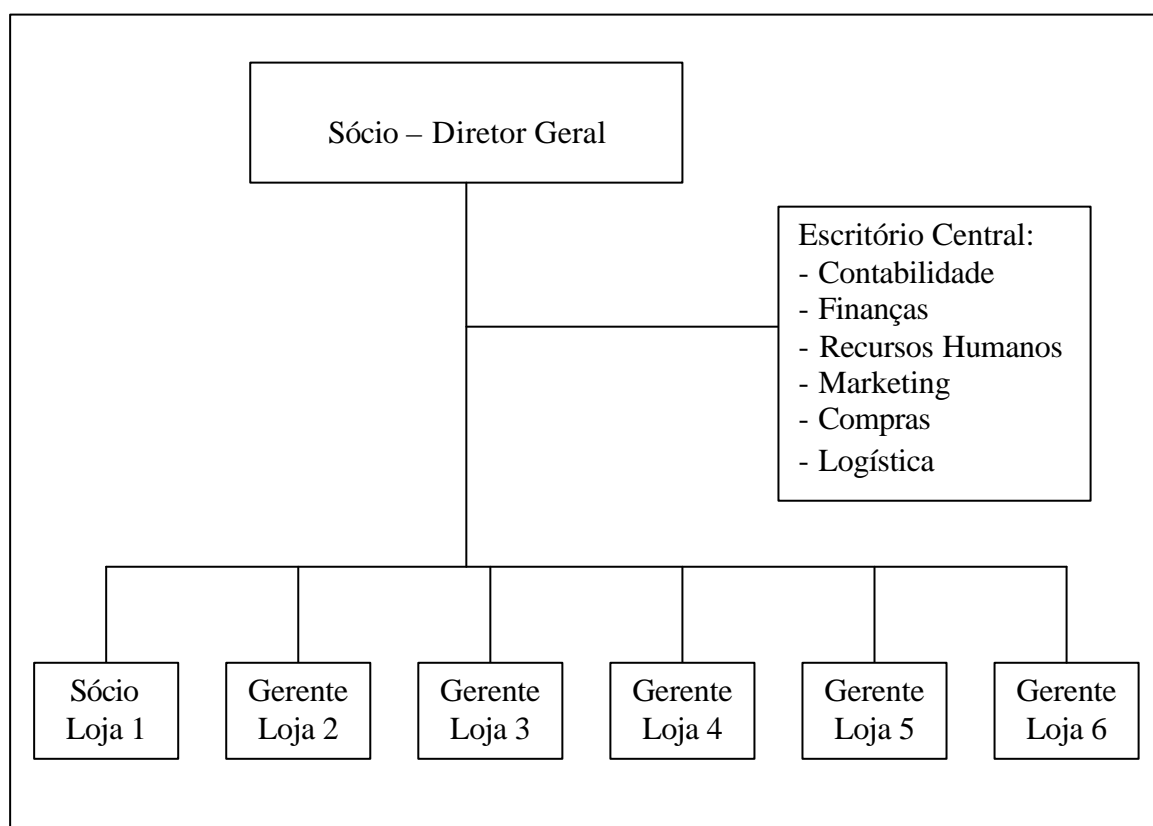 Sócio – Diretor Geral
Escritório Central:
- Contabilidade
- Finanças
- Recursos Humanos
- Marketing
- Compras
- Logística
Sócio
Loja 1
Gerente
Loja 2
Gerente
Loja 3
Gerente
Loja 4
Gerente
Loja 5
Gerente
Loja 6